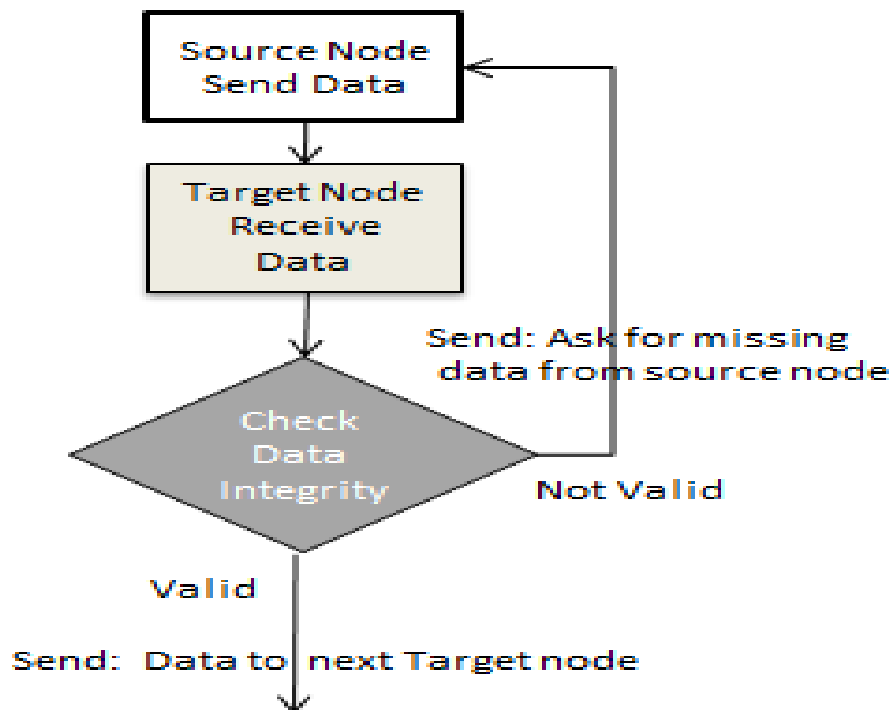 Source Node
Send Data
Target Node
Receive
Data
Send: Ask for missing
data from source node
Check
Data
Integrity
Not Valid
Valid
Send: Data to next Target node